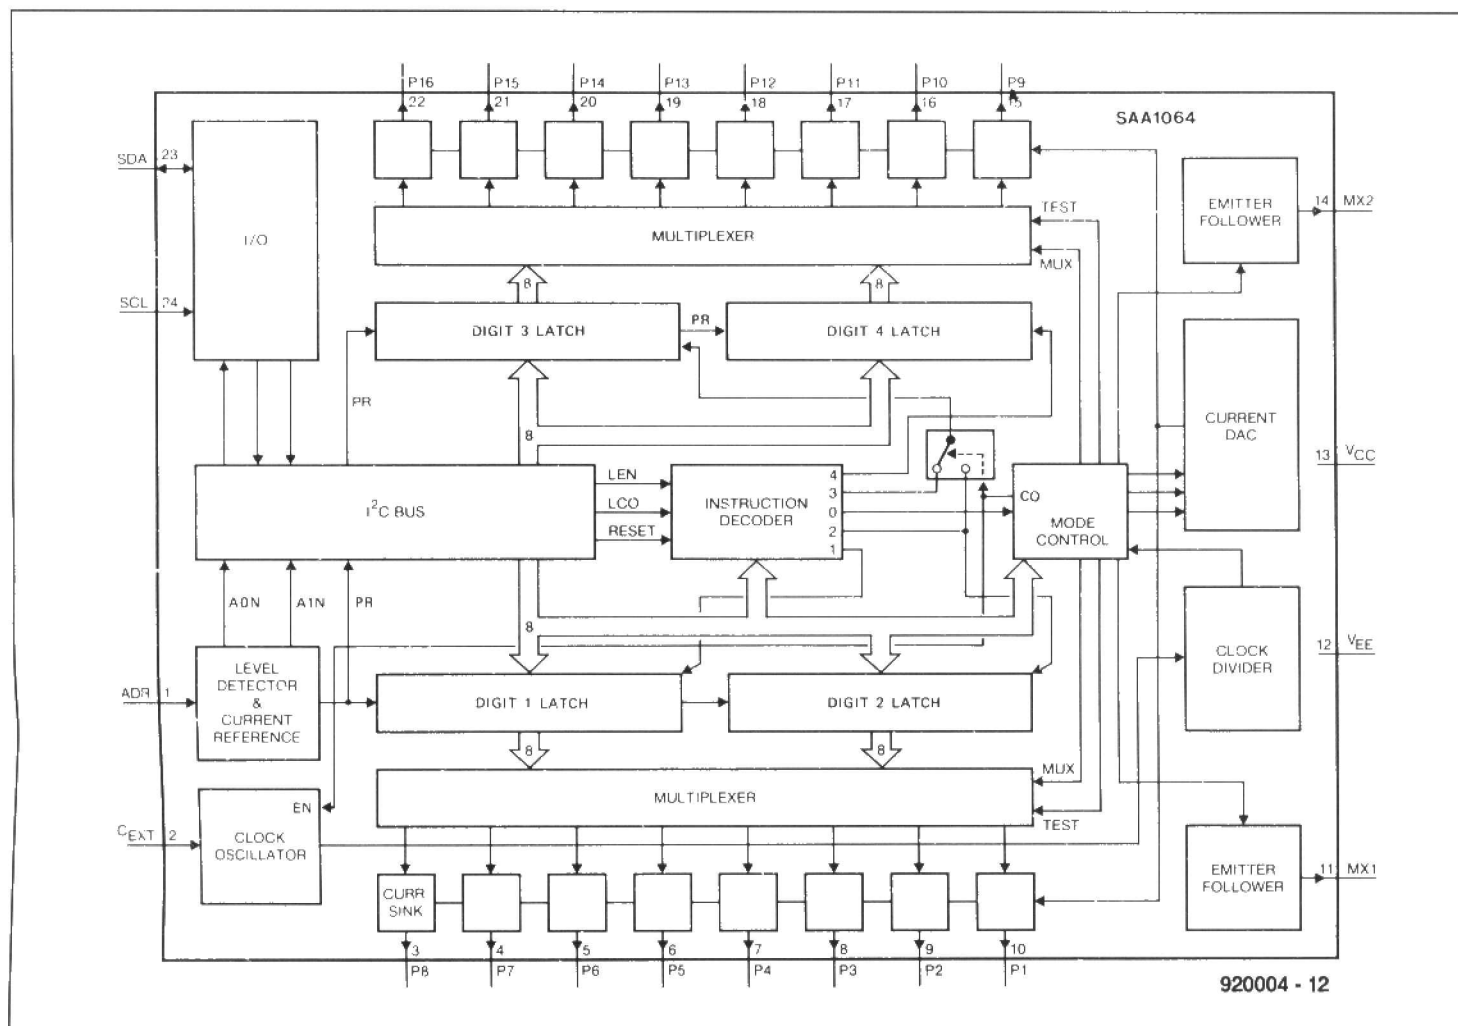 P16 P15 P14 P13 P12 P11 P10 P9
22 21 20 19 18 17 16 15
SAA1064
SDA 23
I/O
SCL 24
MULTIPLEXER
TEST
MUX
EMITTER
FOLLOWER
14 MX2
8 8
DIGIT 3 LATCH
PR
DIGIT 4 LATCH
PR
8
CURRENT
DAC
13 VCC
I²C BUS
LEN
LCO
RESET
INSTRUCTION
DECODER
4
3
0
2
1
CO
MODE
CONTROL
A0N A1N PR
8
ADR 1
LEVEL
DETECTOR
&
CURRENT
REFERENCE
DIGIT 1 LATCH
DIGIT 2 LATCH
CLOCK
DIVIDER
12 VEE
8 8
MULTIPLEXER
MUX
TEST
EN
CEXT 2
CLOCK
OSCILLATOR
CURR
SINK
EMITTER
FOLLOWER
11 MX1
3 4 5 6 7 8 9 10
P8 P7 P6 P5 P4 P3 P2 P1
920004 - 12